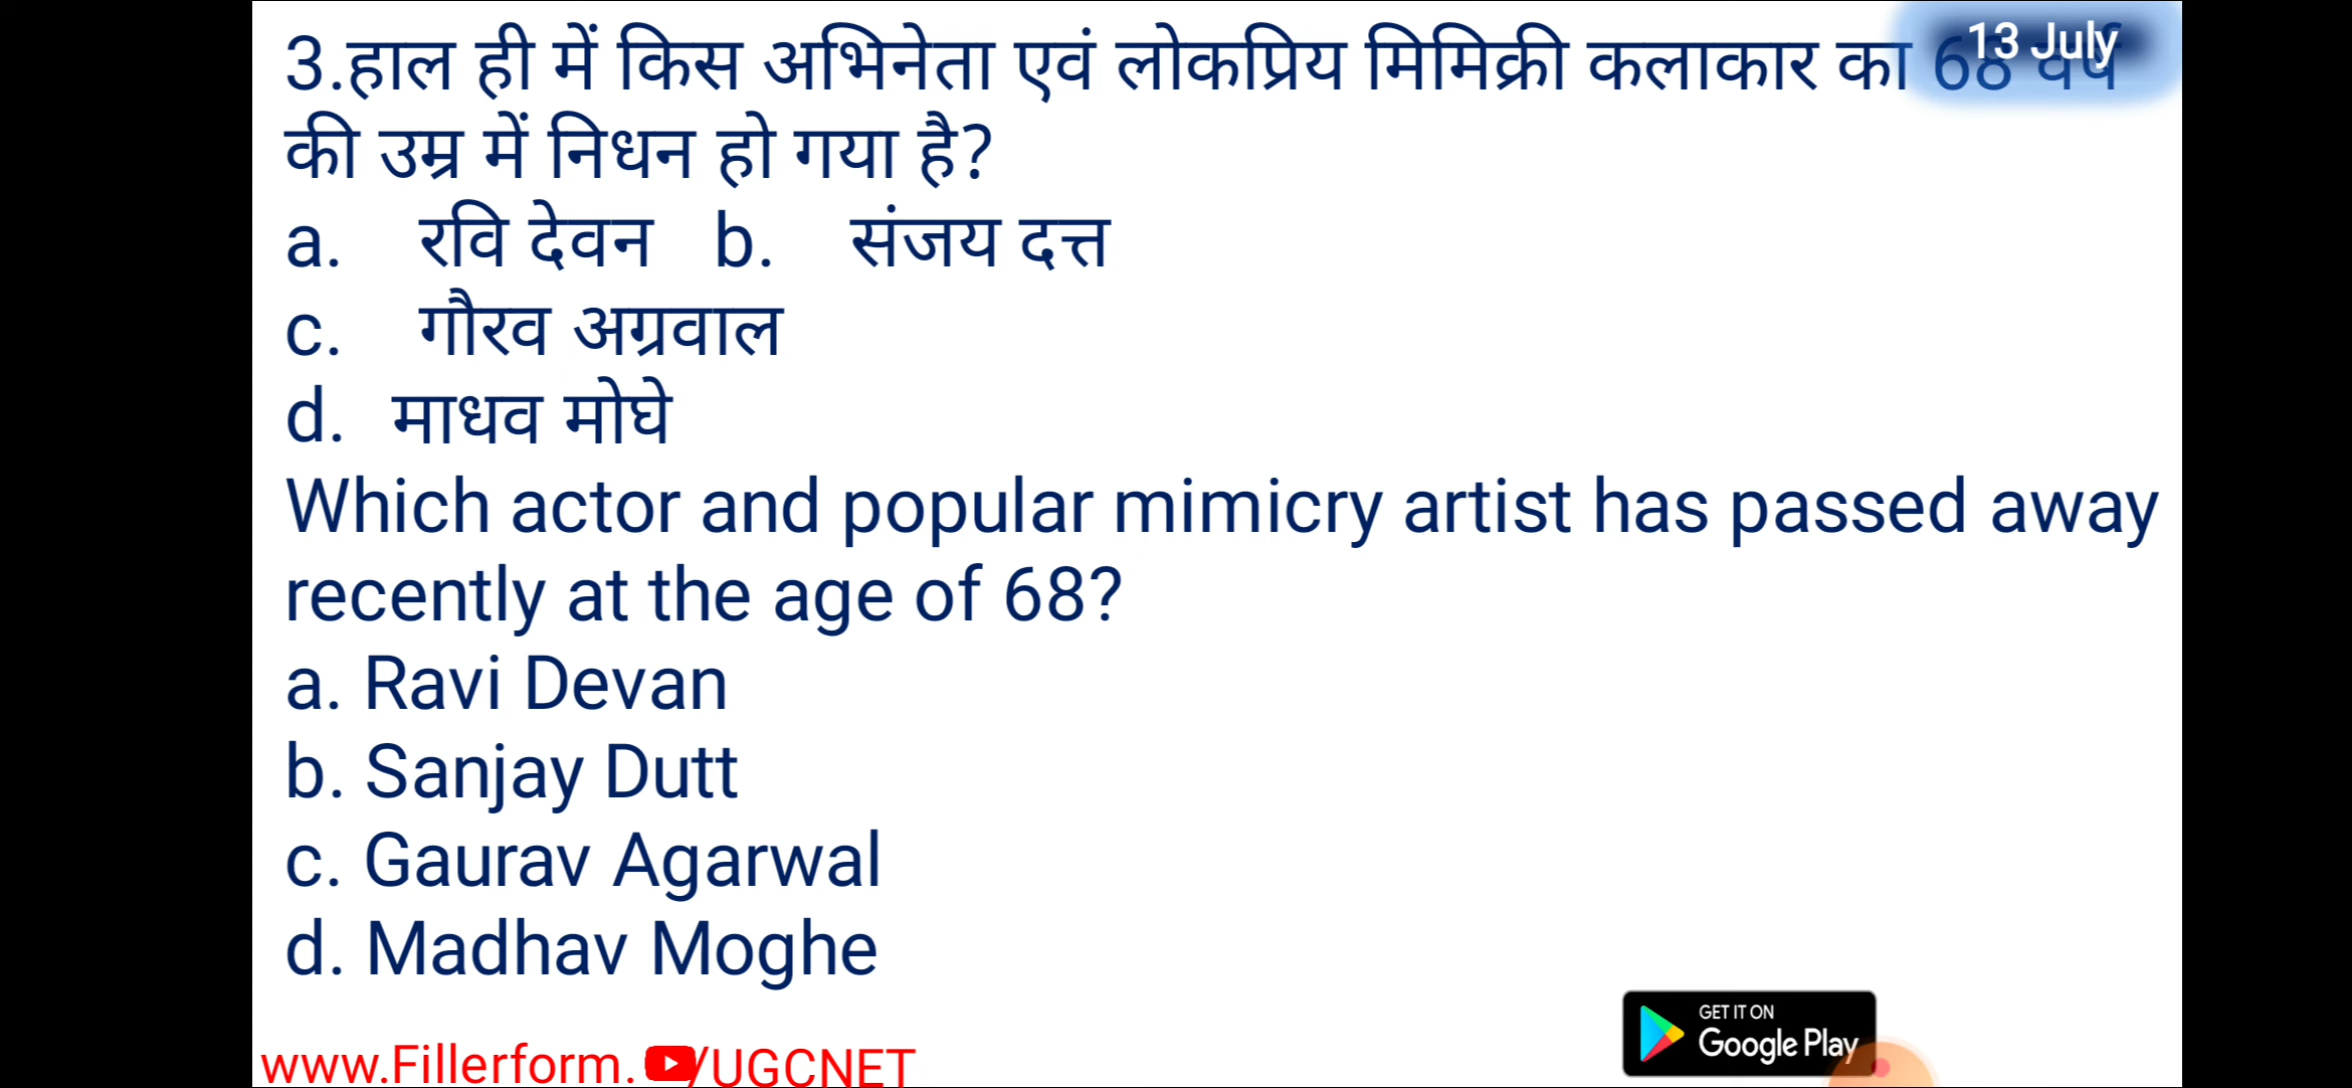 3.हाल ही में किस अभिनेता एवं लोकप्रिय मिमिक्री कलाकार का 68 वर्ष
13 July
की उम्र में निधन हो गया है?
a. रवि देवन b. संजय दत्त
c. गौरव अग्रवाल
d. माधव मोघे
Which actor and popular mimicry artist has passed away
recently at the age of 68?
a. Ravi Devan
b. Sanjay Dutt
c. Gaurav Agarwal
d. Madhav Moghe
www.Fillerform. /UGCNET
GET IT ON
Google Play